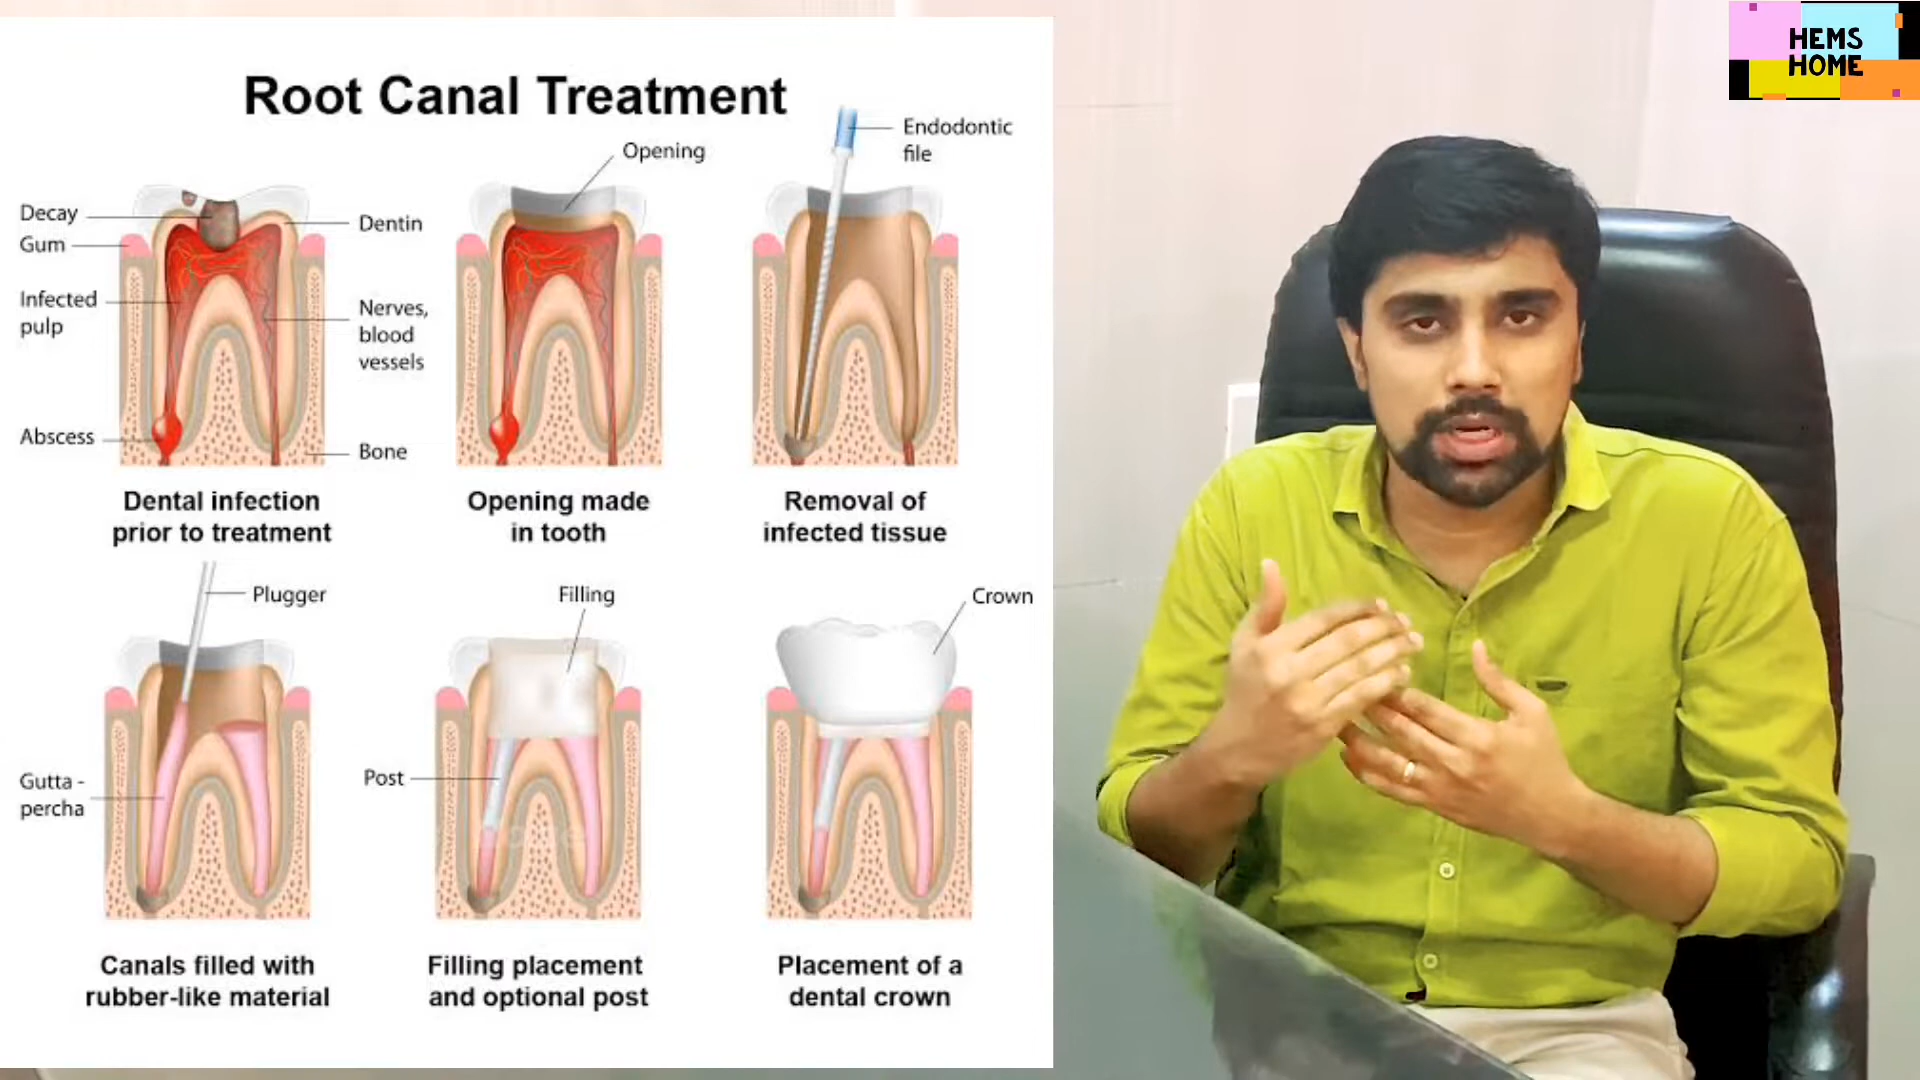 Root Canal Treatment
Endodontic
file
Opening
Decay
Gum
Dentin
Infected
pulp
Nerves,
blood
vessels
Abscess
Bone
Dental infection
prior to treatment
Opening made
in tooth
Removal of
infected tissue
Plugger
Filling
Crown
Gutta -
percha
Post
Canals filled with
rubber-like material
Filling placement
and optional post
Placement of a
dental crown
HEMS
HOME